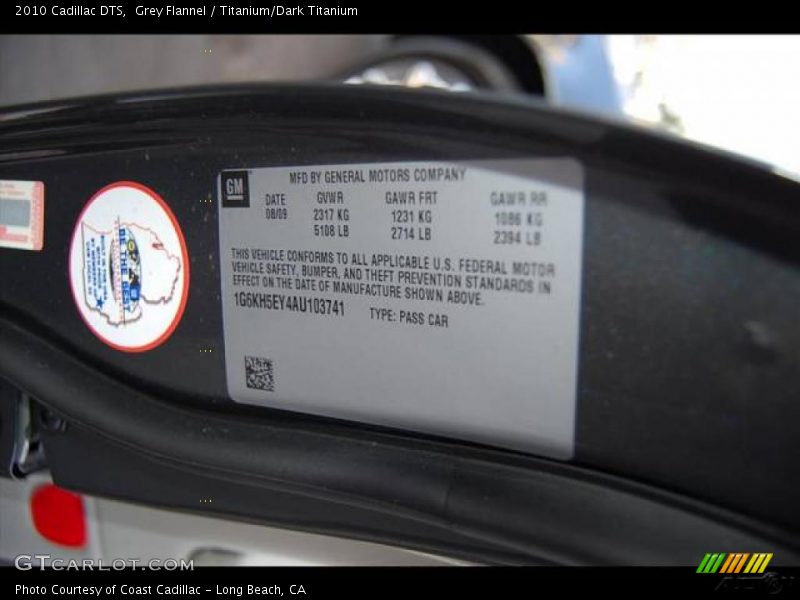 2010 Cadillac DTS,  Grey Flannel / Titanium/Dark Titanium
GM
MFD BY GENERAL MOTORS COMPANY
DATE GVWR GAWR FRT GAWR RR
08/09 2317 KG 1231 KG 1086 KG
5108 LB 2714 LB 2394 LB
THIS VEHICLE CONFORMS TO ALL APPLICABLE U.S. FEDERAL MOTOR
VEHICLE SAFETY, BUMPER, AND THEFT PREVENTION STANDARDS IN
EFFECT ON THE DATE OF MANUFACTURE SHOWN ABOVE.
1G6KH5EY4AU103741 TYPE: PASS CAR
BE THE BEST
GTCARLOT.COM
Photo Courtesy of Coast Cadillac - Long Beach, CA